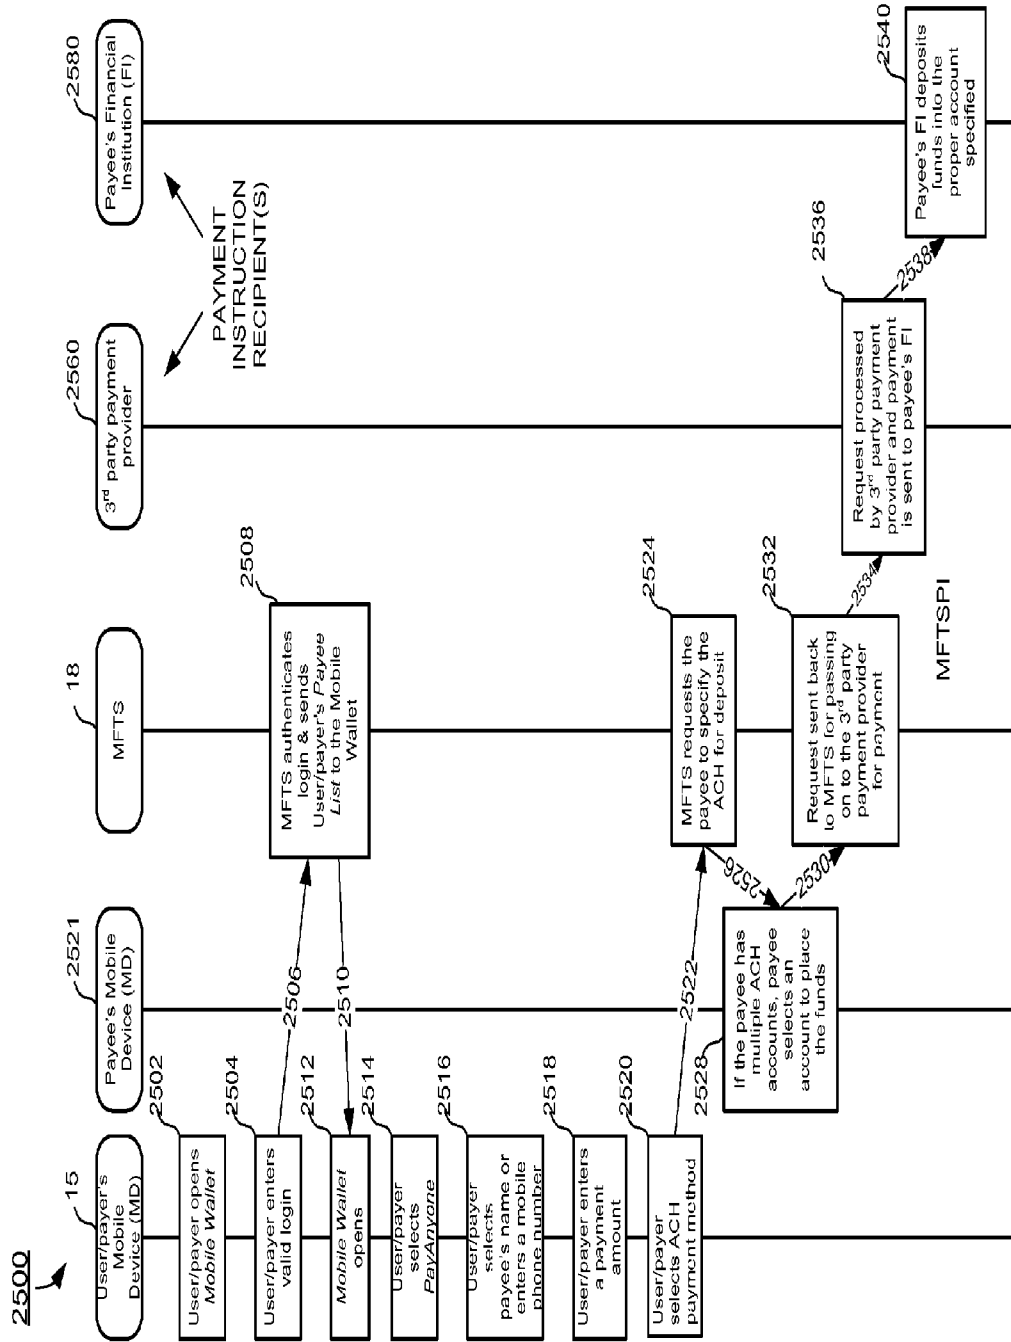 2500
15
User/payer's
Mobile
Device (MD)
2521
Payee's Mobile
Device (MD)
18
MFTS
2560
3rd party payment
provider
2580
Payee's Financial
Institution (FI)
PAYMENT
INSTRUCTION
RECIPIENT(S)
2502
User/payer opens
Mobile Wallet
2504
User/payer enters
valid login
2506
2508
MFTS authenticates
login & sends
User/payer's Payee
List to the Mobile
Wallet
2510
2512
Mobile Wallet
opens
2514
User/payer
selects
PayAnyone
2516
User/payer
selects
payee's name or
enters a mobile
phone number
2518
User/payer enters
a payment
amount
2520
User/payer
selects ACH
payment method
2522
2524
MFTS requests the
payee to specify the
ACH for deposit
2526
2528
If the payee has
multiple ACH
accounts, payee
selects an
account to place
the funds
2530
2532
Request sent back
to MFTS for passing
on to the 3rd party
payment provider
for payment
2534
MFTSPI
2536
Request processed
by 3rd party payment
provider and payment
is sent to payee's FI
2538
2540
Payee's FI deposits
funds into the
proper account
specified